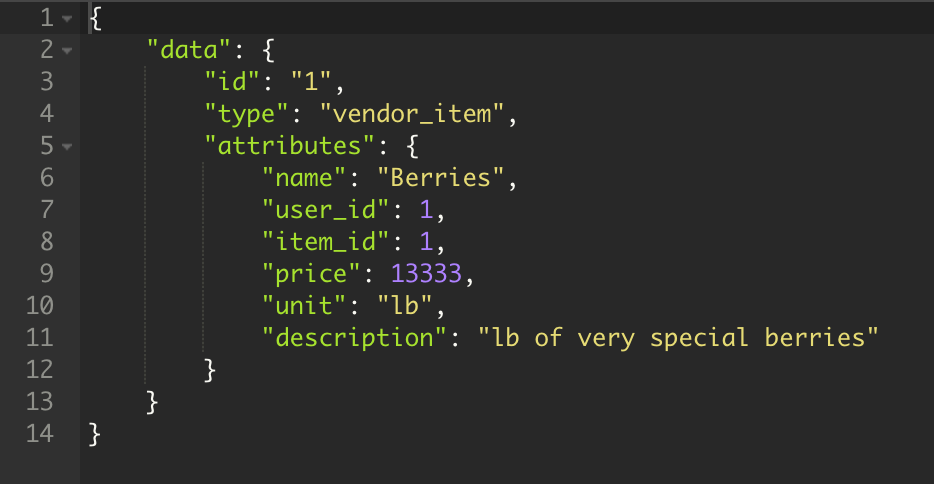 1 {
2 "data": {
3 "id": "1",
4 "type": "vendor_item",
5 "attributes": {
6 "name": "Berries",
7 "user_id": 1,
8 "item_id": 1,
9 "price": 13333,
10 "unit": "lb",
11 "description": "lb of very special berries"
12 }
13 }
14 }